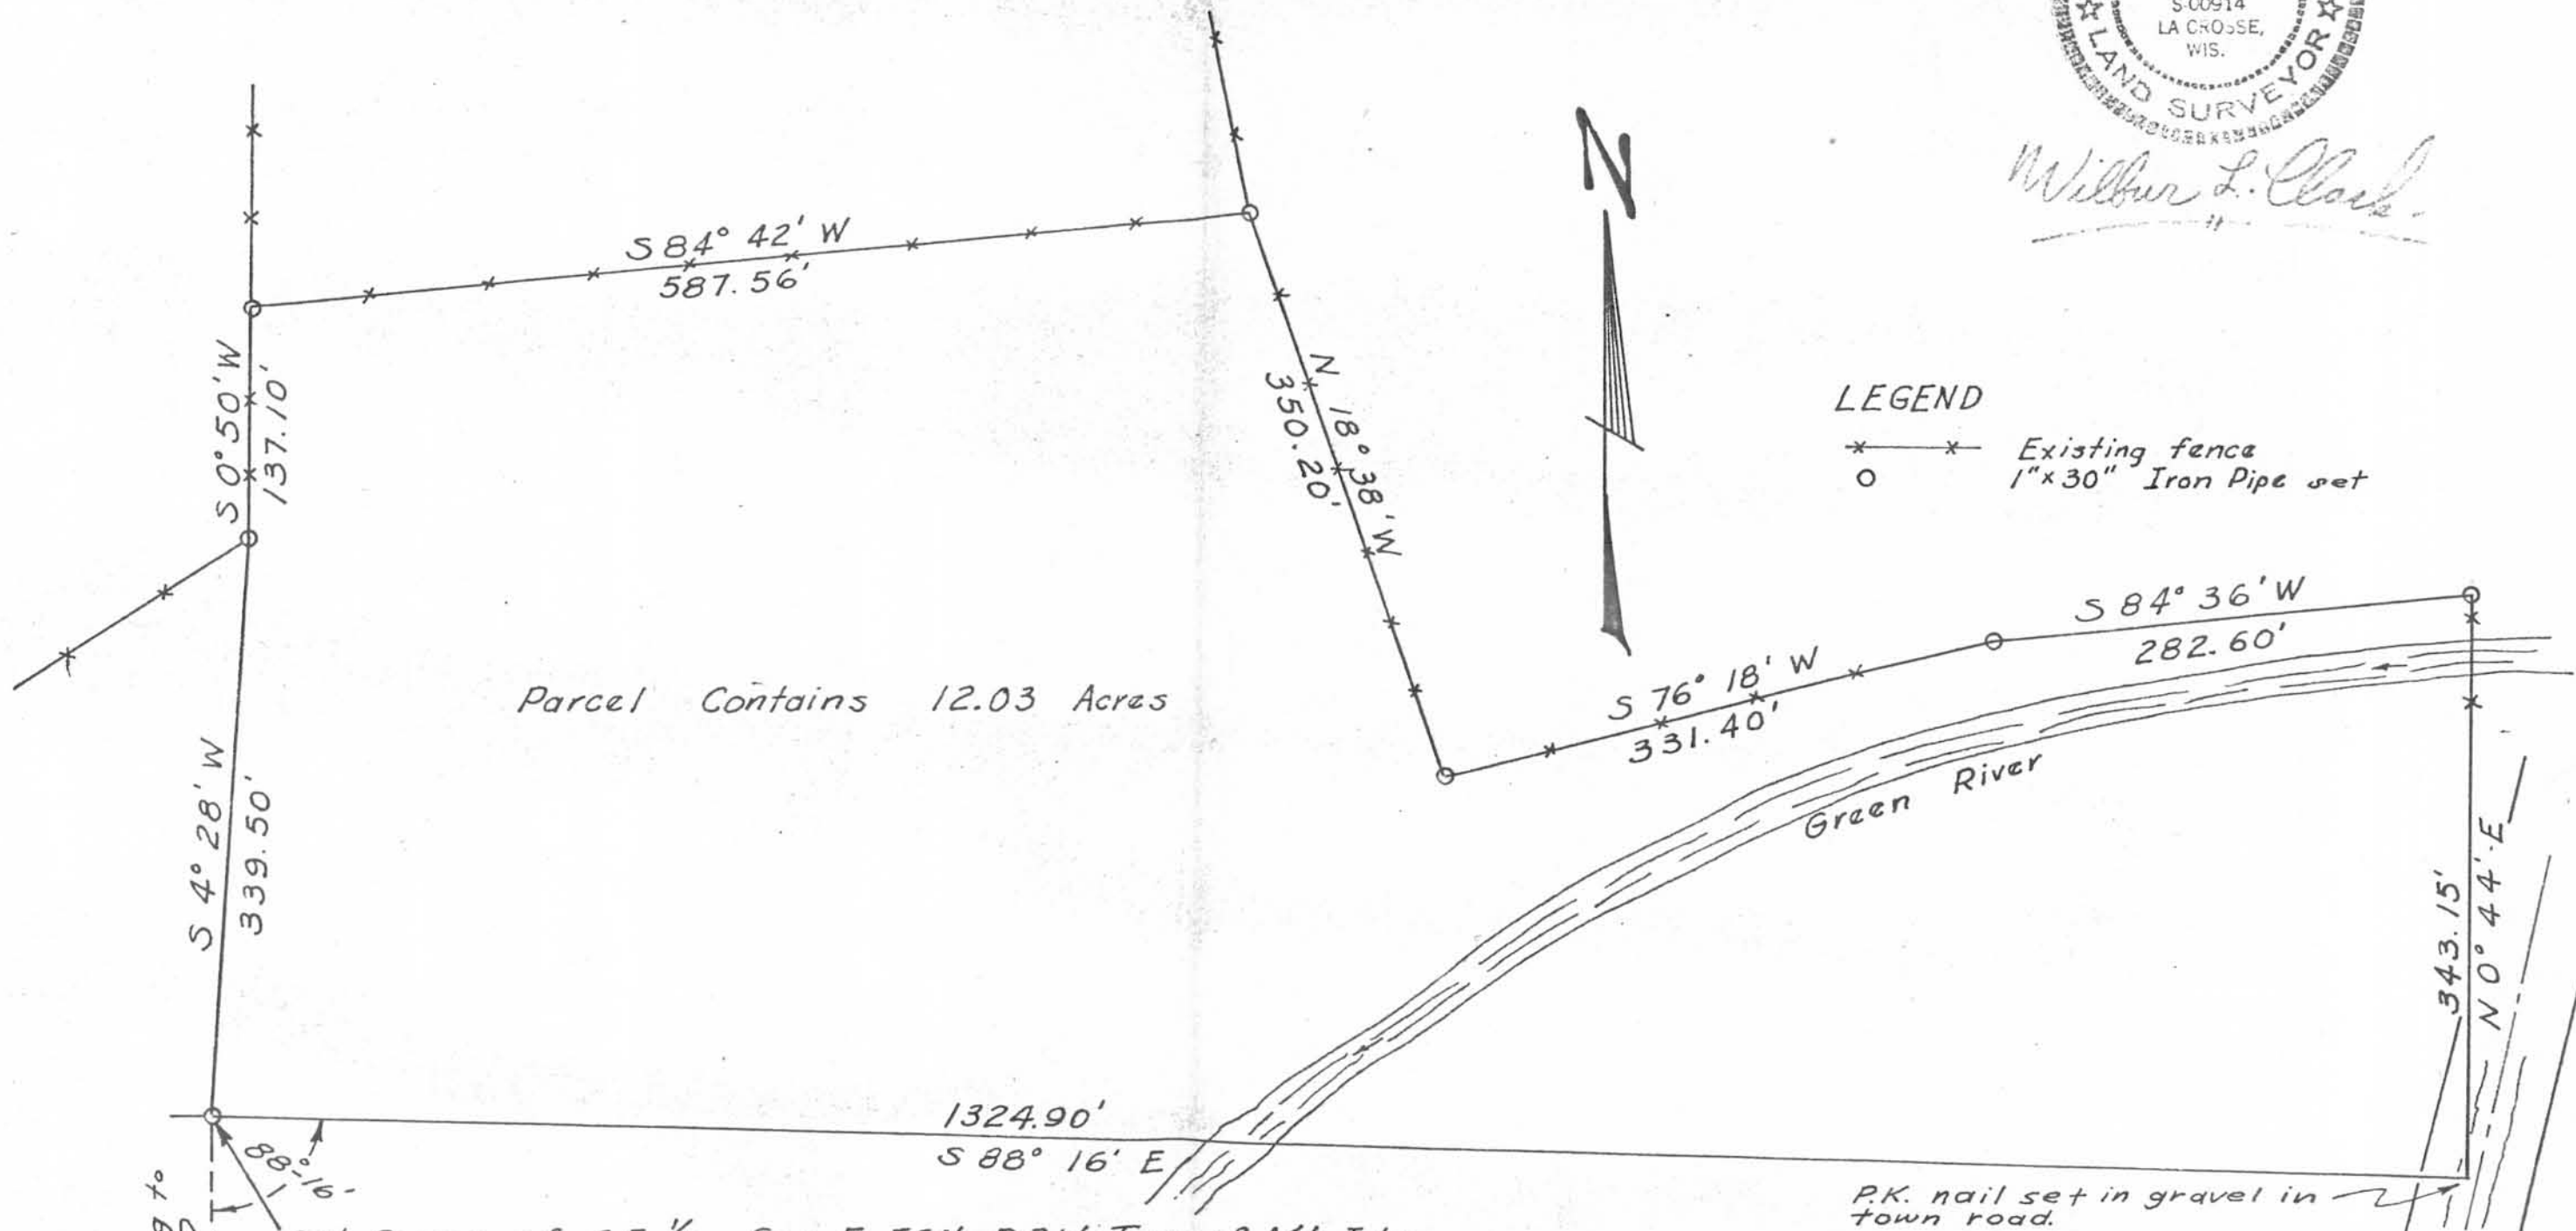 S-00914
LA CROSSE,
WIS.
LAND SURVEYOR
Wilbur L. Clark
N
S 84° 42' W
587.56'
S 0° 50' W
137.10'
N 18° 38' W
350.20'
LEGEND
Existing fence
1"x30" Iron Pipe set
S 84° 36' W
282.60'
S 76° 18' W
331.40'
Green River
Parcel Contains 12.03 Acres
S 4° 28' W
339.50'
343.15'
N 0° 44' E
1324.90'
S 88° 16' E
88°-16'
to
P.K. nail set in gravel in
town road.